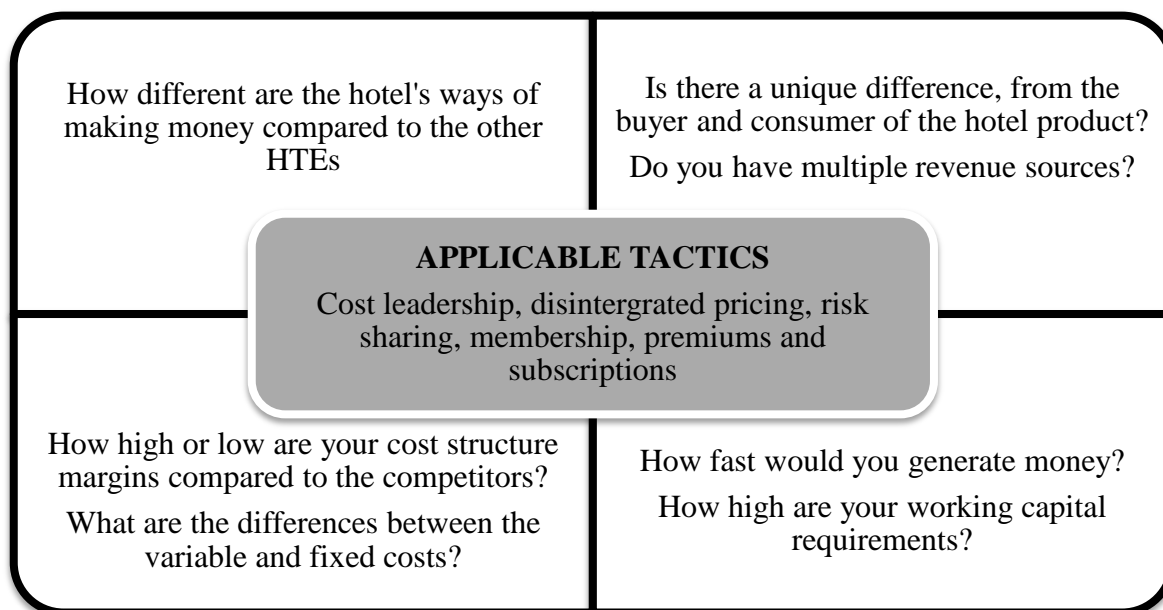 How different are the hotel's ways of
making money compared to the other
HTEs
Is there a unique difference, from the
buyer and consumer of the hotel product?
Do you have multiple revenue sources?
APPLICABLE TACTICS
Cost leadership, disintergrated pricing, risk
sharing, membership, premiums and
subscriptions
How high or low are your cost structure
margins compared to the competitors?
What are the differences between the
variable and fixed costs?
How fast would you generate money?
How high are your working capital
requirements?